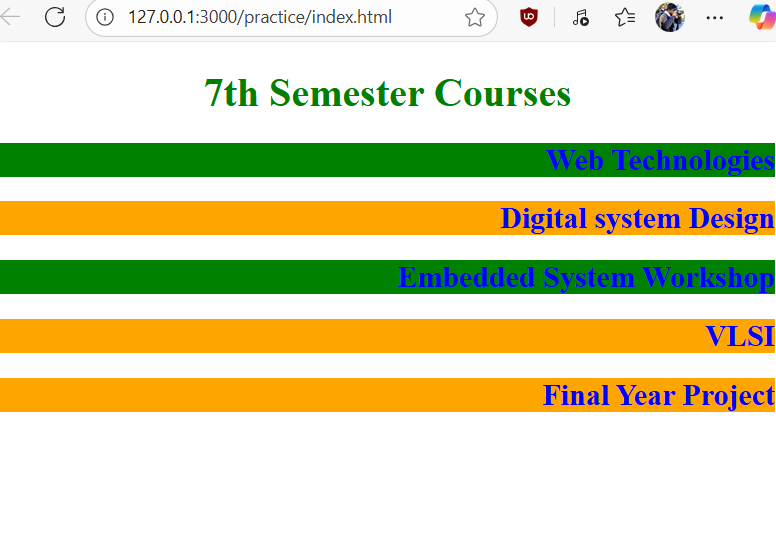 127.0.0.1:3000/practice/index.html
7th Semester Courses
Web Technologies
Digital system Design
Embedded System Workshop
VLSI
Final Year Project